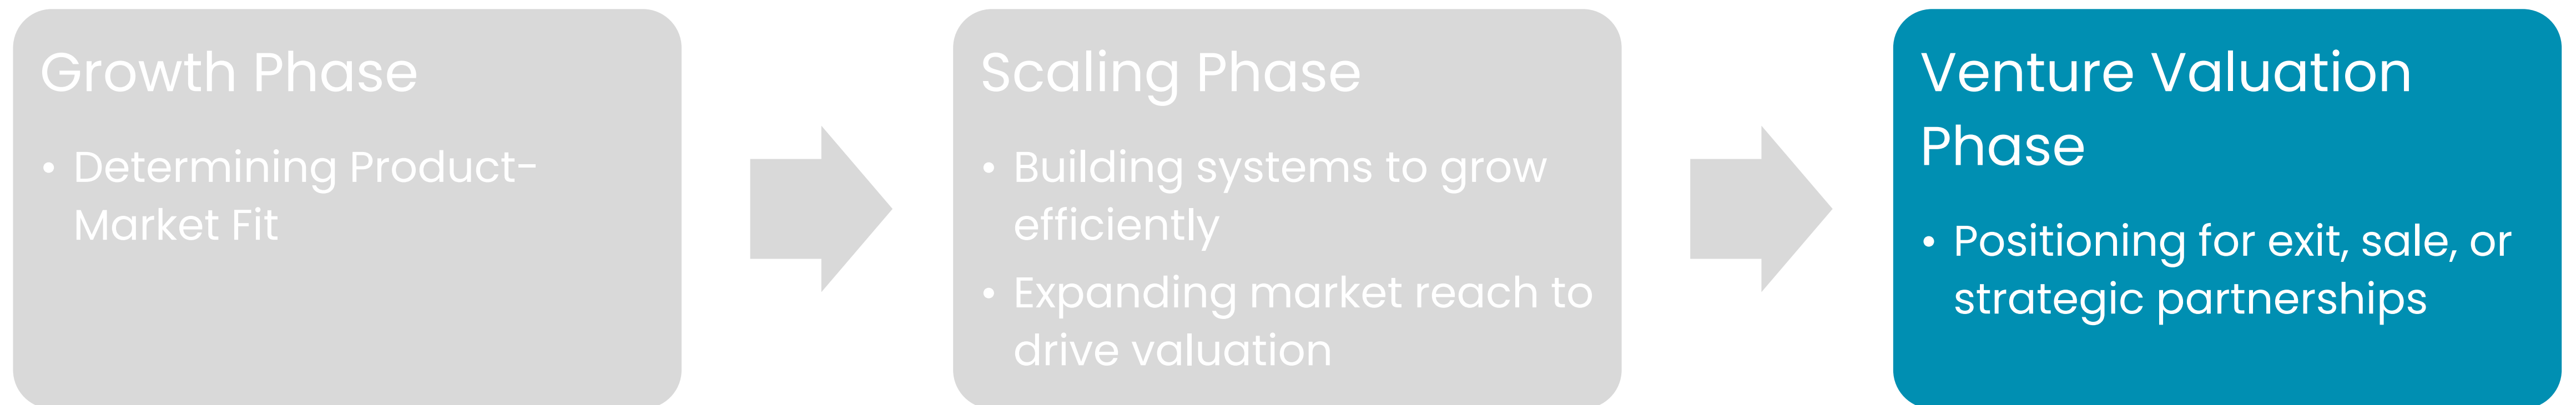 Growth Phase
• Determining Product-
Market Fit
Scaling Phase
• Building systems to grow
efficiently
• Expanding market reach to
drive valuation
Venture Valuation
Phase
• Positioning for exit, sale, or
strategic partnerships